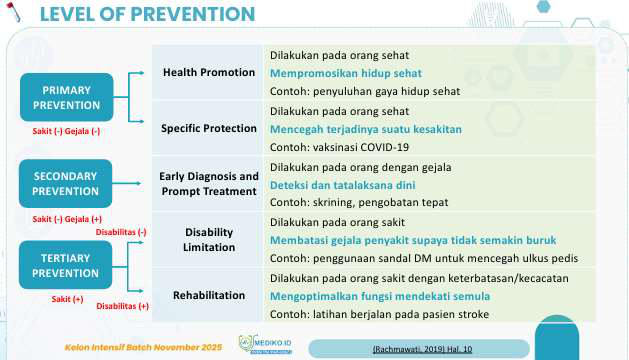 LEVEL OF PREVENTION
PRIMARY
PREVENTION
Sakit (-) Gejala (-)
Health Promotion
Dilakukan pada orang sehat
Mempromosikan hidup sehat
Contoh: penyuluhan gaya hidup sehat
Specific Protection
Dilakukan pada orang sehat
Mencegah terjadinya suatu kesakitan
Contoh: vaksinasi COVID-19
SECONDARY
PREVENTION
Sakit (-) Gejala (+)
Early Diagnosis and
Prompt Treatment
Dilakukan pada orang dengan gejala
Deteksi dan tatalaksana dini
Contoh: skrining, pengobatan tepat
TERTIARY
PREVENTION
Sakit (+)
Disabilitas (-)
Disability
Limitation
Dilakukan pada orang sakit
Membatasi gejala penyakit supaya tidak semakin buruk
Contoh: penggunaan sandal DM untuk mencegah ulkus pedis
Disabilitas (+)
Rehabilitation
Dilakukan pada orang sakit dengan keterbatasan/kecacatan
Mengoptimalkan fungsi mendekati semula
Contoh: latihan berjalan pada pasien stroke
Kelon Intensif Batch November 2025
MEDIKO.ID
(Rachmawati, 2019) Hal. 10